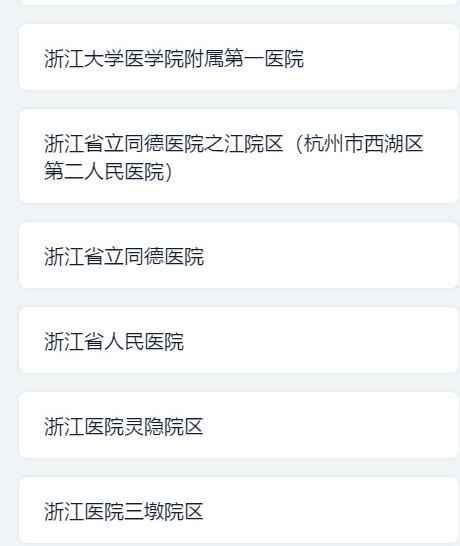 浙江大学医学院附属第一医院
浙江省立同德医院之江院区（杭州市西湖区
第二人民医院）
浙江省立同德医院
浙江省人民医院
浙江医院灵隐院区
浙江医院三墩院区